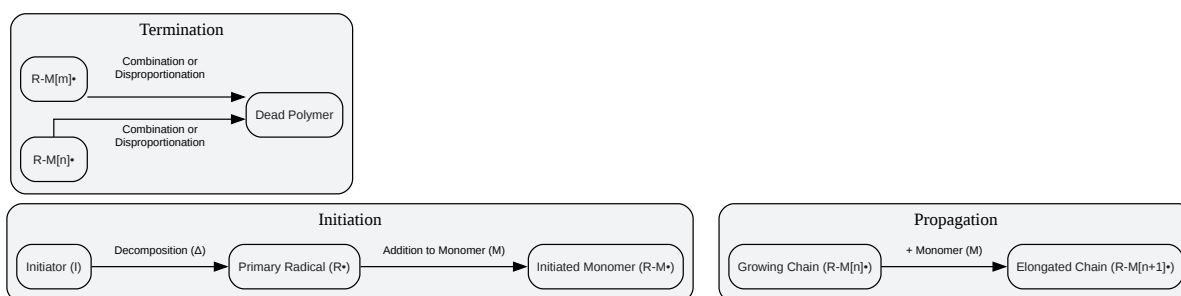 Termination
R-M[m]•
Combination or
Disproportionation
Dead Polymer
Combination or
Disproportionation
R-M[n]•
Initiation
Initiator (I)
Decomposition (Δ)
Primary Radical (R•)
Addition to Monomer (M)
Initiated Monomer (R-M•)
Propagation
Growing Chain (R-M[n]•)
+ Monomer (M)
Elongated Chain (R-M[n+1]•)